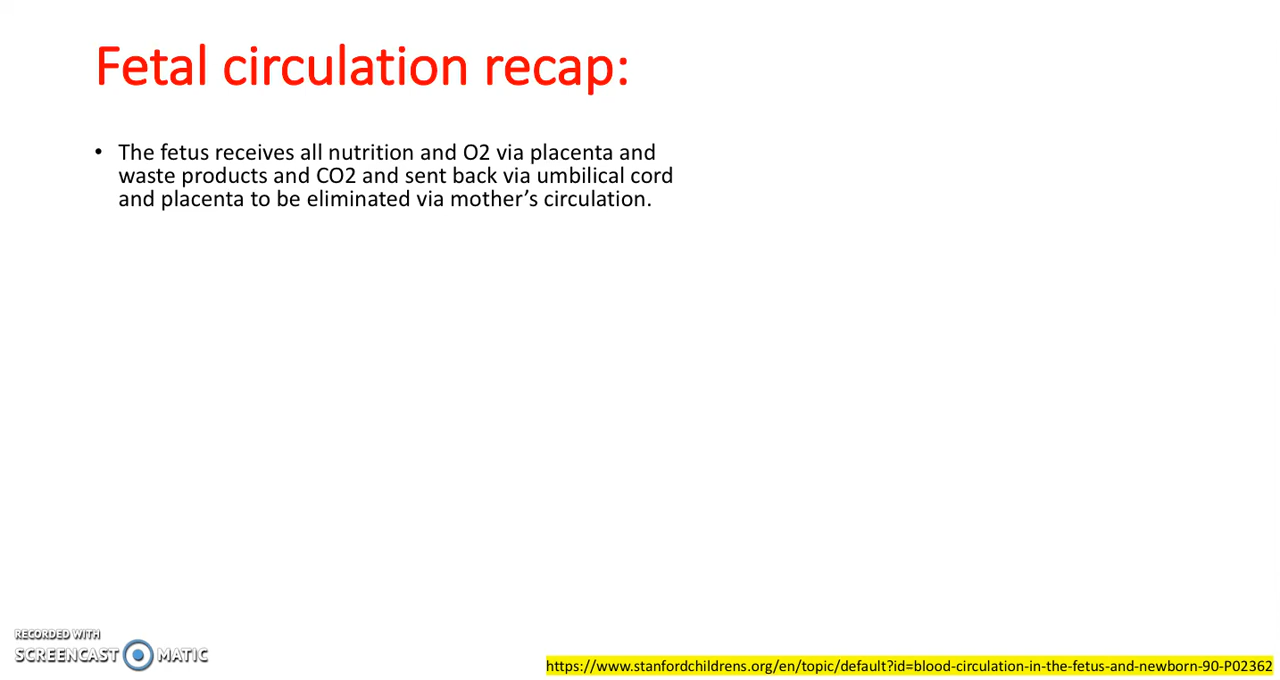 Fetal circulation recap:
• The fetus receives all nutrition and O2 via placenta and
waste products and CO2 and sent back via umbilical cord
and placenta to be eliminated via mother’s circulation.
RECORDED WITH
SCREENCAST MATIC
https://www.stanfordchildrens.org/en/topic/default?id=blood-circulation-in-the-fetus-and-newborn-90-P02362